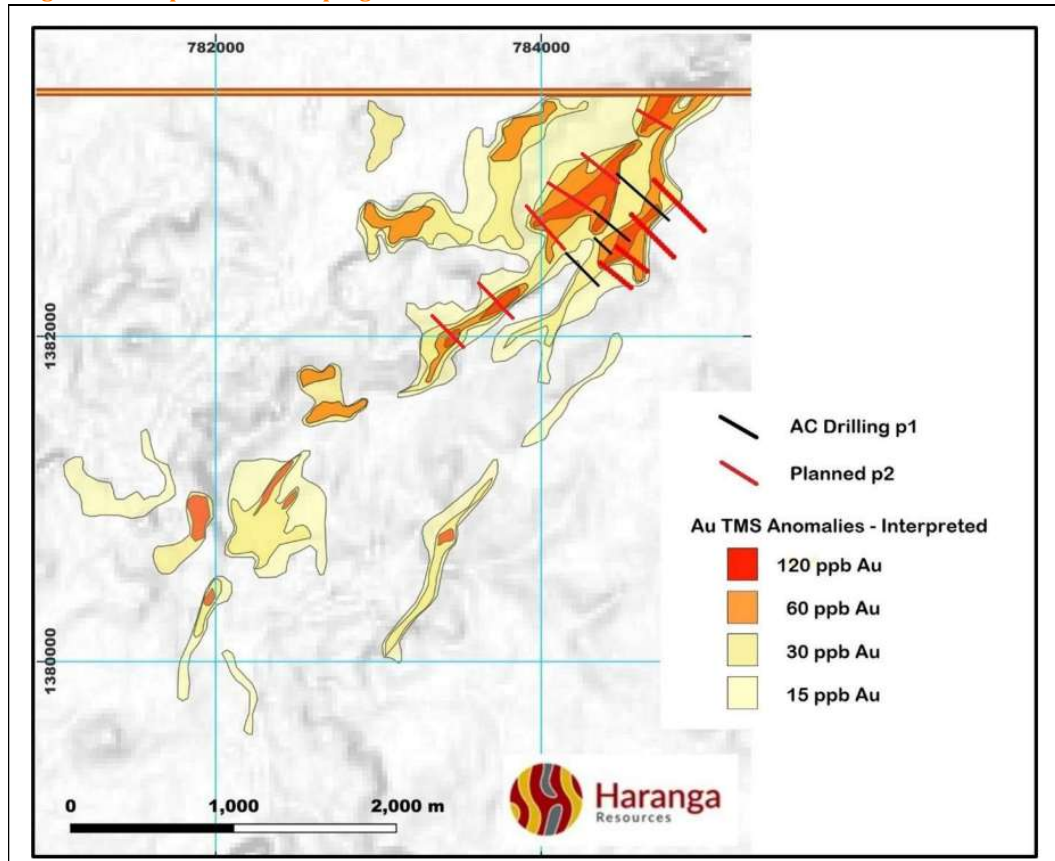 782000
784000
1382000
1380000
AC Drilling p1
Planned p2
Au TMS Anomalies - Interpreted
120 ppb Au
60 ppb Au
30 ppb Au
15 ppb Au
0 1,000 2,000 m
Haranga
Resources